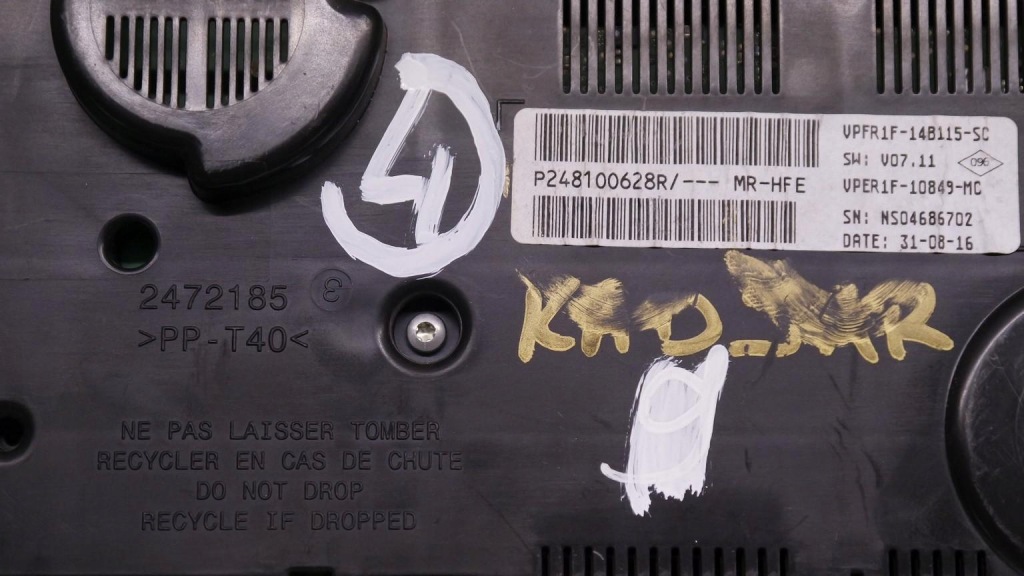 4
VPFR1F-14B115-SC
SW: V07.11
096
P248100628R/--- MR-HFE
VPER1F-10849-MC
SN: NS04686702
DATE: 31-08-16
2472185
>PP-T40<
NE PAS LAISSER TOMBER
RECYCLER EN CAS DE CHUTE
DO NOT DROP
RECYCLE IF DROPPED